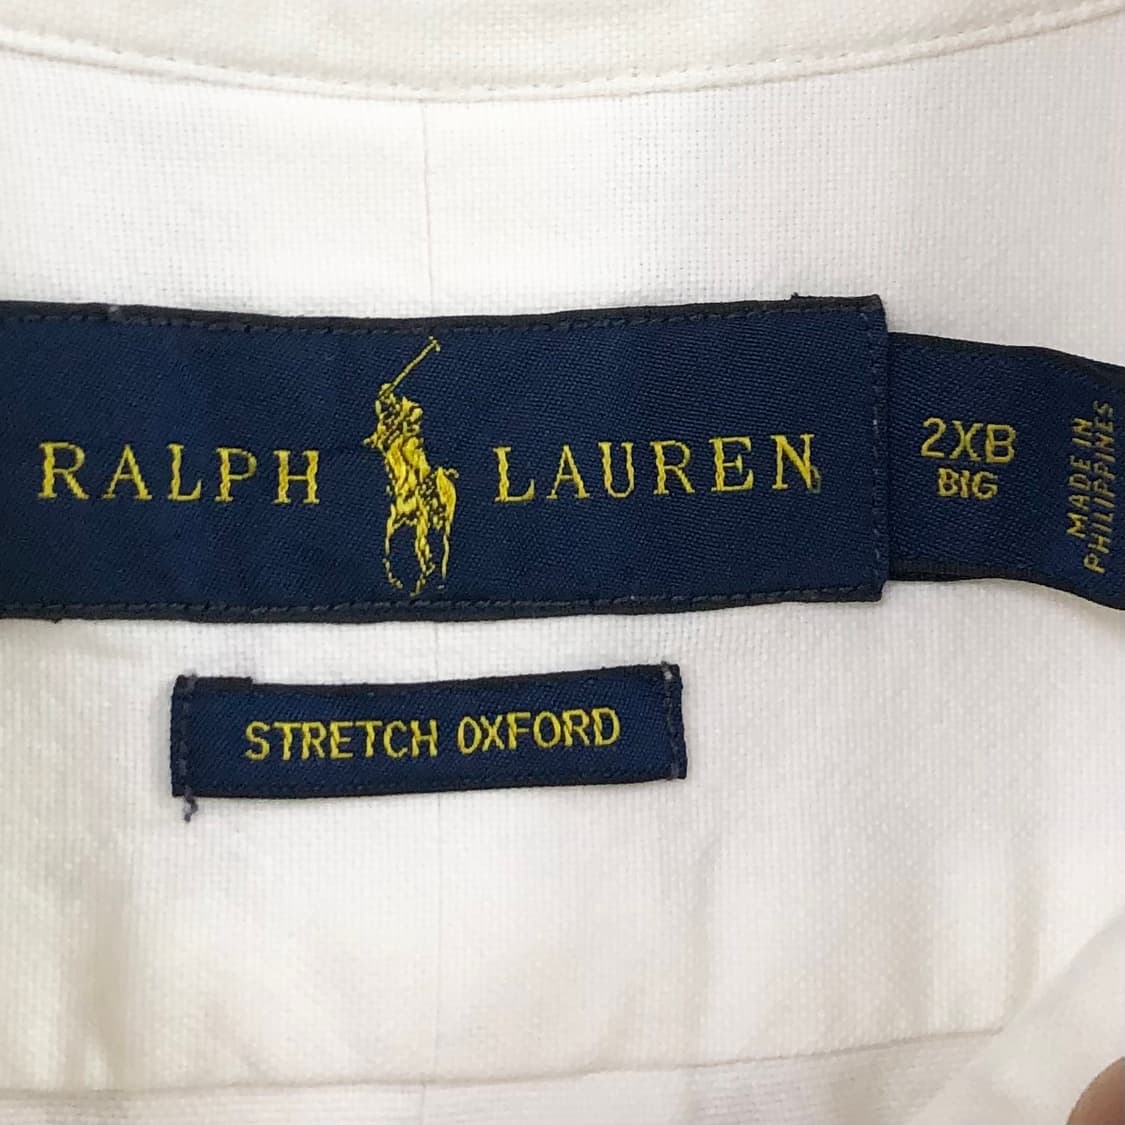 RALPH LAUREN
2XB
BIG
MADE IN
PHILIPPINES
STRETCH OXFORD